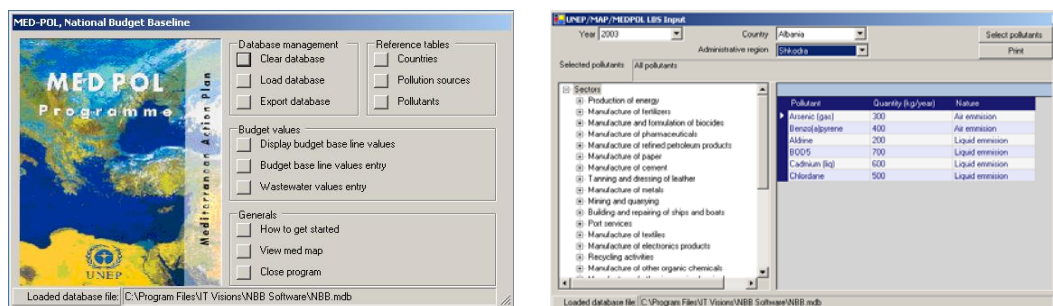 MED-POL, National Budget Baseline
MED POL
Programme
Mediterranean Action Plan
UNEP
Database management
Clear database
Load database
Export database
Reference tables
Countries
Pollution sources
Pollutants
Budget values
Display budget base line values
Budget base line values entry
Wastewater values entry
Generals
How to get started
View med map
Close program
Loaded database file: C:\Program Files\IT Visions\NBB Software\NBB.mdb
UNEP/MAP/MEDPOL LBS Input
Year 2003 Country Albania Select pollutants
Administrative region Shkodra Print
Selected pollutants All pollutants
Sectors
Production of energy
Manufacture of fertilizers
Manufacture and formulation of biocides
Manufacture of pharmaceuticals
Manufacture of refined petroleum products
Manufacture of paper
Manufacture of cement
Tanning and dressing of leather
Manufacture of metals
Mining and quarrying
Building and repairing of ships and boats
Port services
Manufacture of textiles
Manufacture of electronics products
Recycling activities
Manufacture of other organic chemicals
Pollutant Quantity (kg/year) Nature
Arsenic (gas) 300 Air emmision
Benzo(a)pyrene 400 Air emmision
Aldrine 200 Liquid emmision
BOD5 700 Liquid emmision
Cadmium (liq) 600 Liquid emmision
Chlordane 500 Liquid emmision
Loaded database file: C:\Program Files\IT Visions\NBB Software\NBB.mdb